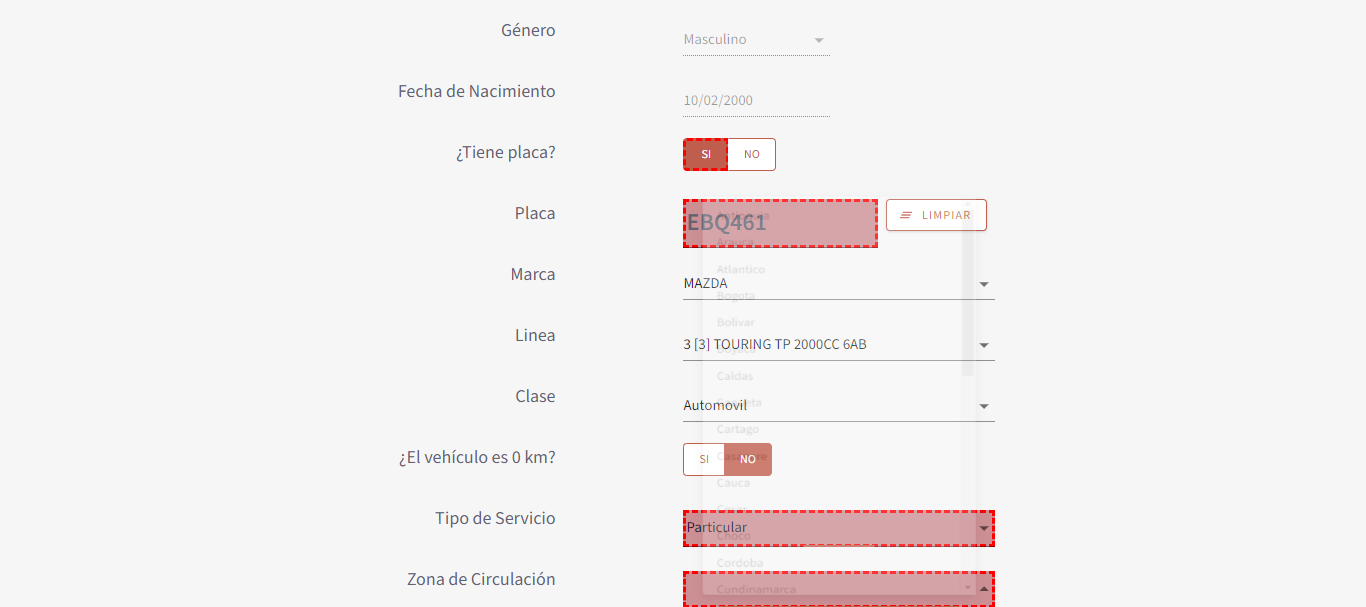 Género
Masculino
Fecha de Nacimiento
10/02/2000
¿Tiene placa?
SI NO
Placa
EBQ461
LIMPIAR
Arauca
Atlantico
Marca
MAZDA
Bogota
Bolivar
Linea
3 [3] TOURING TP 2000CC 6AB
Caldas
Clase
Automovil
Cartago
¿El vehículo es 0 km?
SI NO
Cauca
Tipo de Servicio
Particular
Choco
Cordoba
Zona de Circulación
Cundinamarca